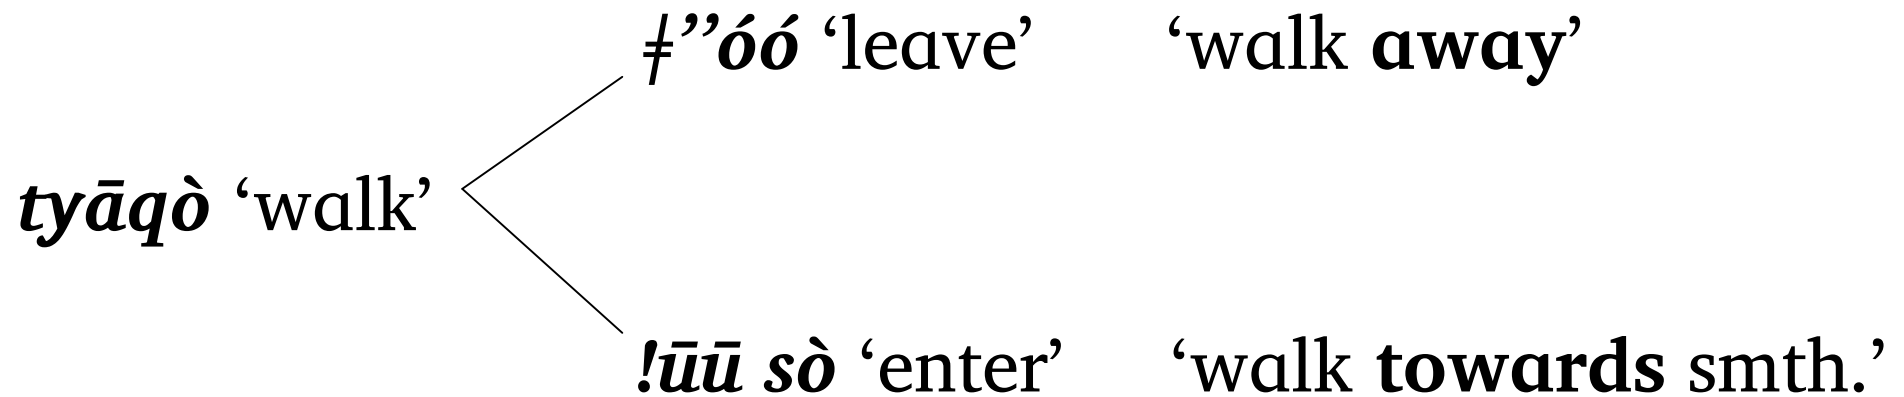 ǂ’’óó ‘leave’ ‘walk away’
tyāqò ‘walk’
!ūū sò ‘enter’ ‘walk towards smth.’